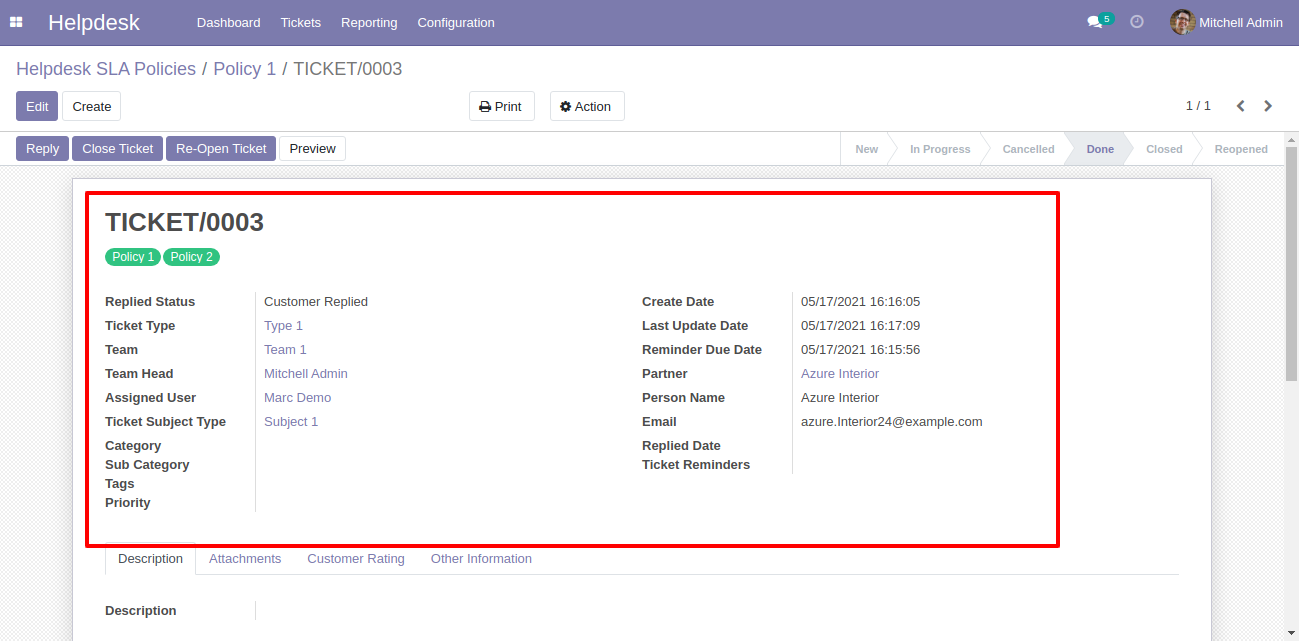 Helpdesk Dashboard Tickets Reporting Configuration 5 Mitchell Admin
Helpdesk SLA Policies / Policy 1 / TICKET/0003
Edit Create Print Action 1 / 1
Reply Close Ticket Re-Open Ticket Preview New In Progress Cancelled Done Closed Reopened
TICKET/0003
Policy 1 Policy 2
Replied Status Customer Replied Create Date 05/17/2021 16:16:05
Ticket Type Type 1 Last Update Date 05/17/2021 16:17:09
Team Team 1 Reminder Due Date 05/17/2021 16:15:56
Team Head Mitchell Admin Partner Azure Interior
Assigned User Marc Demo Person Name Azure Interior
Ticket Subject Type Subject 1 Email azure.Interior24@example.com
Category Replied Date
Sub Category Ticket Reminders
Tags
Priority
Description Attachments Customer Rating Other Information
Description